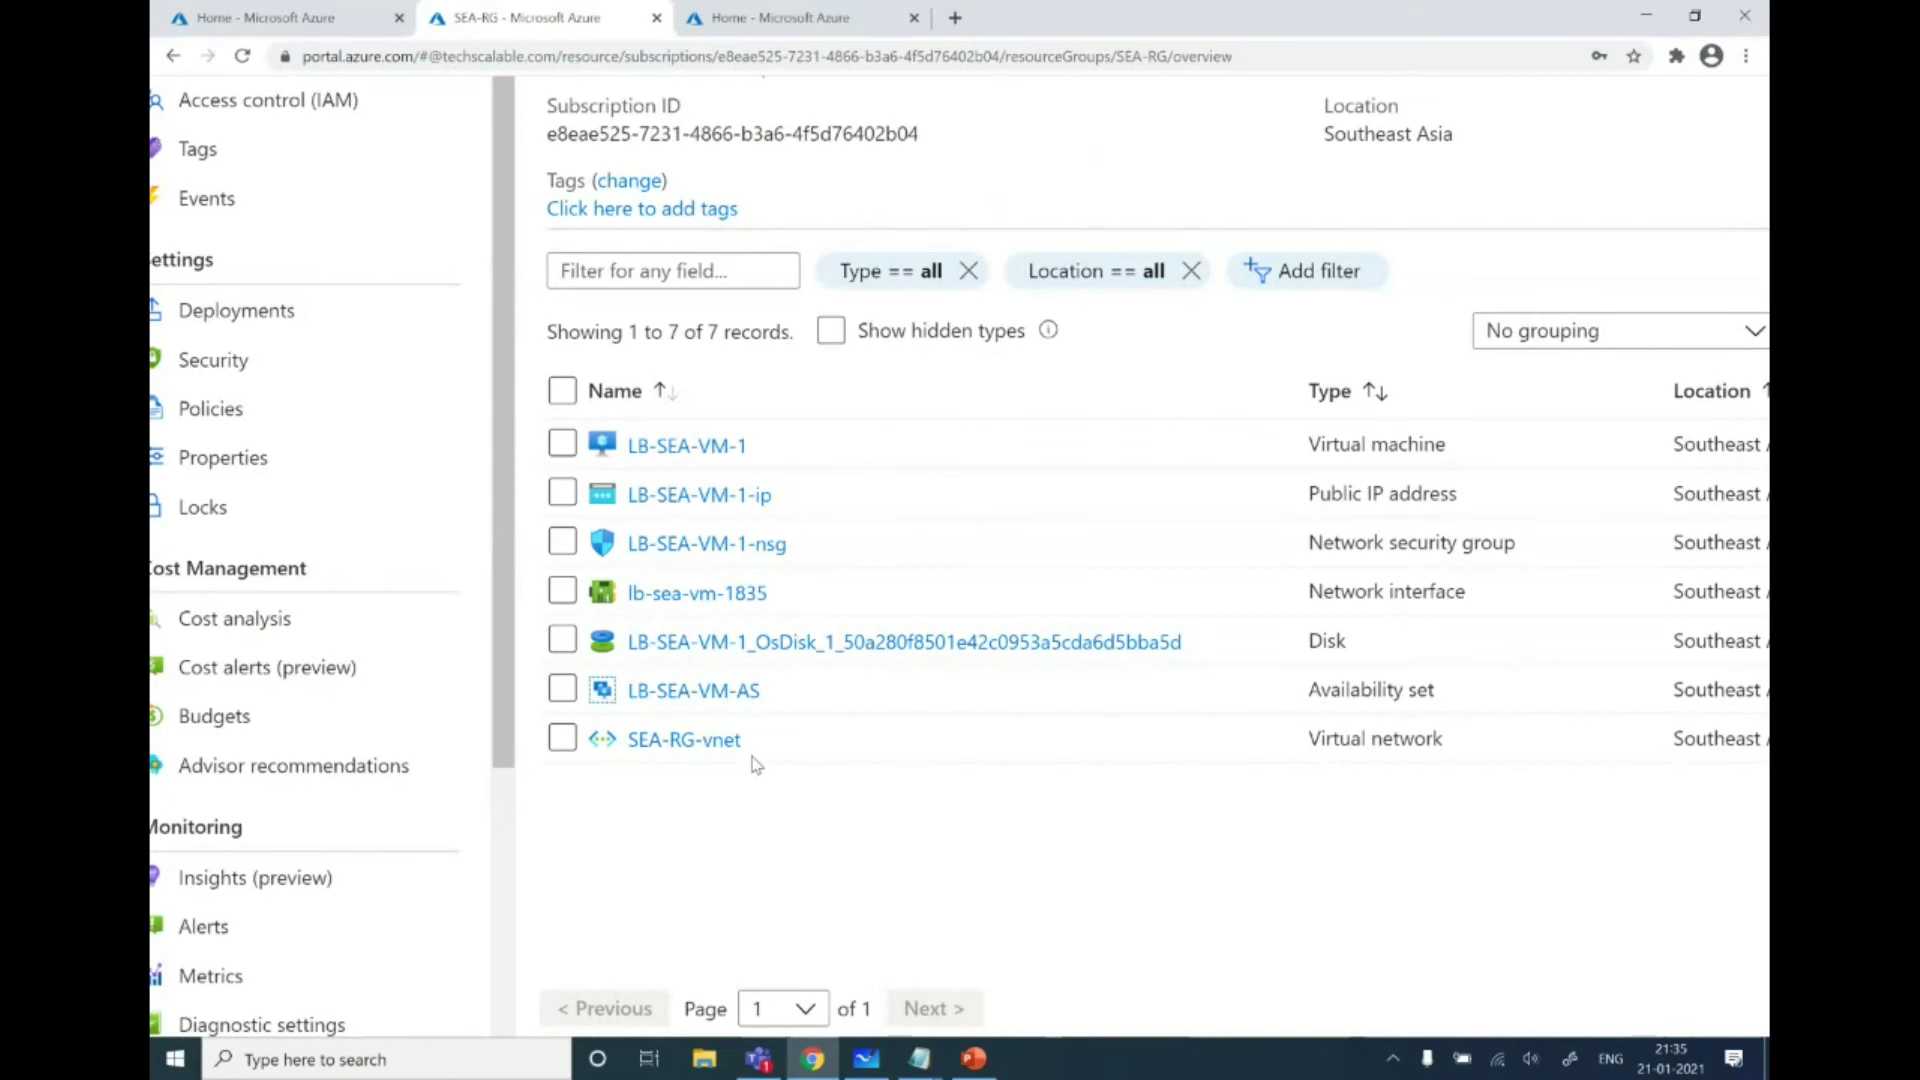 Home - Microsoft Azure
SEA-RG - Microsoft Azure
Home - Microsoft Azure
portal.azure.com/#@techscalable.com/resource/subscriptions/e8eae525-7231-4866-b3a6-4f5d76402b04/resourceGroups/SEA-RG/overview
Access control (IAM)
Tags
Events
ettings
Deployments
Security
Policies
Properties
Locks
Cost Management
Cost analysis
Cost alerts (preview)
Budgets
Advisor recommendations
Monitoring
Insights (preview)
Alerts
Metrics
Diagnostic settings
Subscription ID
e8eae525-7231-4866-b3a6-4f5d76402b04
Location
Southeast Asia
Tags (change)
Click here to add tags
Filter for any field...
Type == all
Location == all
Add filter
Showing 1 to 7 of 7 records.
Show hidden types
No grouping
Name Type Location
LB-SEA-VM-1 Virtual machine Southeast
LB-SEA-VM-1-ip Public IP address Southeast
LB-SEA-VM-1-nsg Network security group Southeast
lb-sea-vm-1835 Network interface Southeast
LB-SEA-VM-1_OsDisk_1_50a280f8501e42c0953a5cda6d5bba5d Disk Southeast
LB-SEA-VM-AS Availability set Southeast
SEA-RG-vnet Virtual network Southeast
< Previous Page 1 of 1 Next >
Type here to search
ENG
21:35
21-01-2021